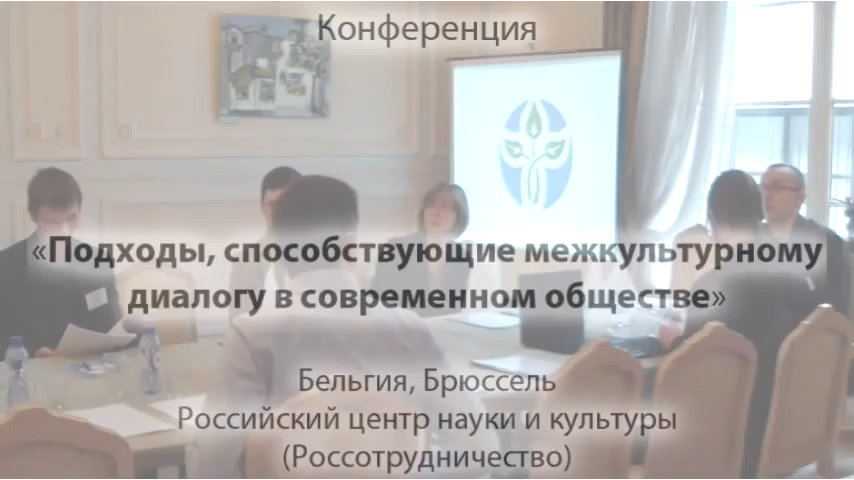 Конференция
«Подходы, способствующие межкультурному
диалогу в современном обществе»
Бельгия, Брюссель
Российский центр науки и культуры
(Россотрудничество)